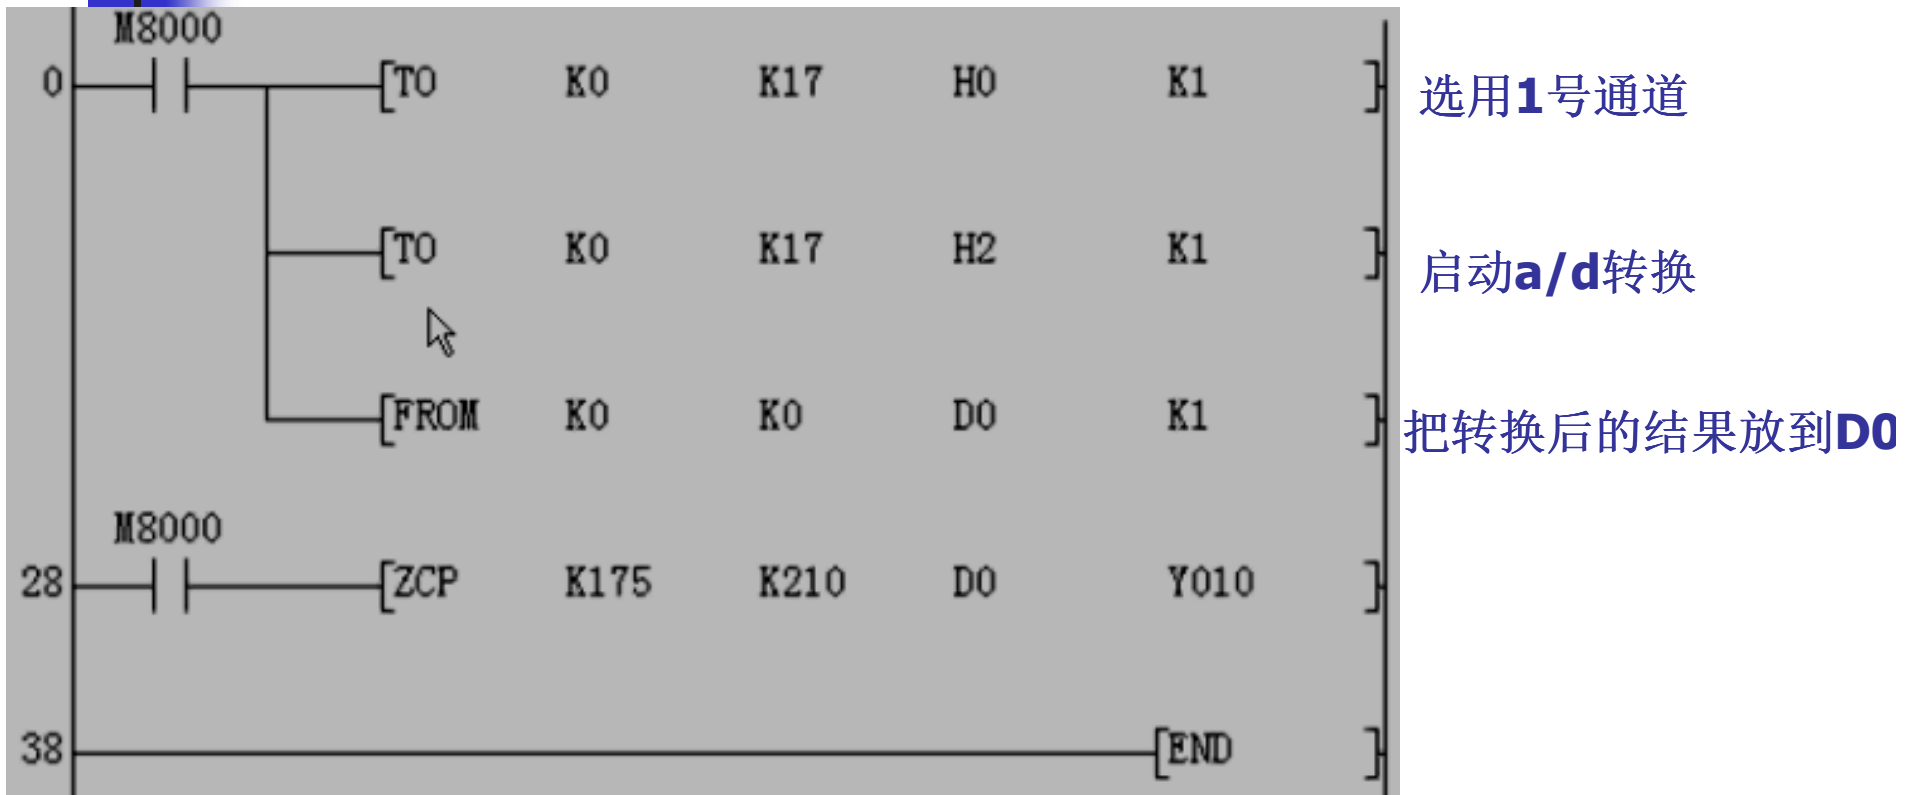 M8000
0 [TO K0 K17 H0 K1 ] 选用1号通道
[TO K0 K17 H2 K1 ] 启动a/d转换
[FROM K0 K0 D0 K1 ] 把转换后的结果放到D0
M8000
28 [ZCP K175 K210 D0 Y010 ]
38 [END ]